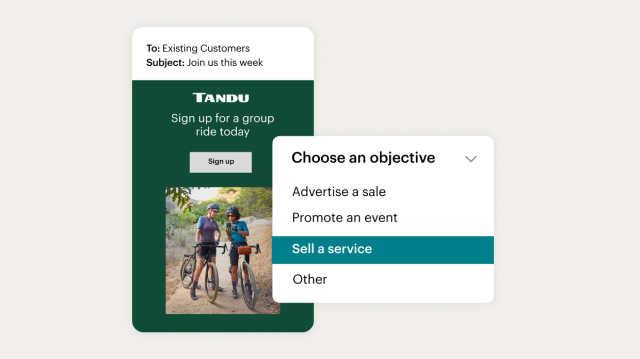 To: Existing Customers
Subject: Join us this week
TANDU
Sign up for a group
ride today
Sign up
Choose an objective
Advertise a sale
Promote an event
Sell a service
Other